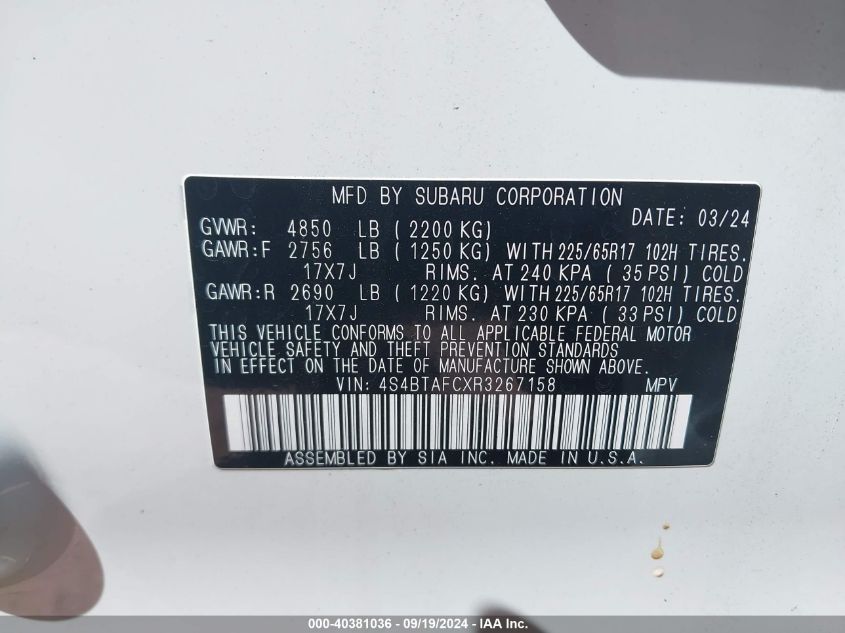 MFD BY SUBARU CORPORATION
DATE: 03/24
GVWR: 4850 LB ( 2200 KG)
GAWR:F 2756 LB ( 1250 KG) WITH 225/65R17 102H TIRES.
17X7J RIMS. AT 240 KPA ( 35 PSI) COLD
GAWR:R 2690 LB ( 1220 KG) WITH 225/65R17 102H TIRES.
17X7J RIMS. AT 230 KPA ( 33 PSI) COLD
THIS VEHICLE CONFORMS TO ALL APPLICABLE FEDERAL MOTOR
VEHICLE SAFETY AND THEFT PREVENTION STANDARDS
IN EFFECT ON THE DATE OF MANUFACTURE SHOWN ABOVE.
VIN: 4S4BTAFCXR3267158 MPV
ASSEMBLED BY SIA INC. MADE IN U.S.A.
000-40381036 - 09/19/2024 - IAA Inc.